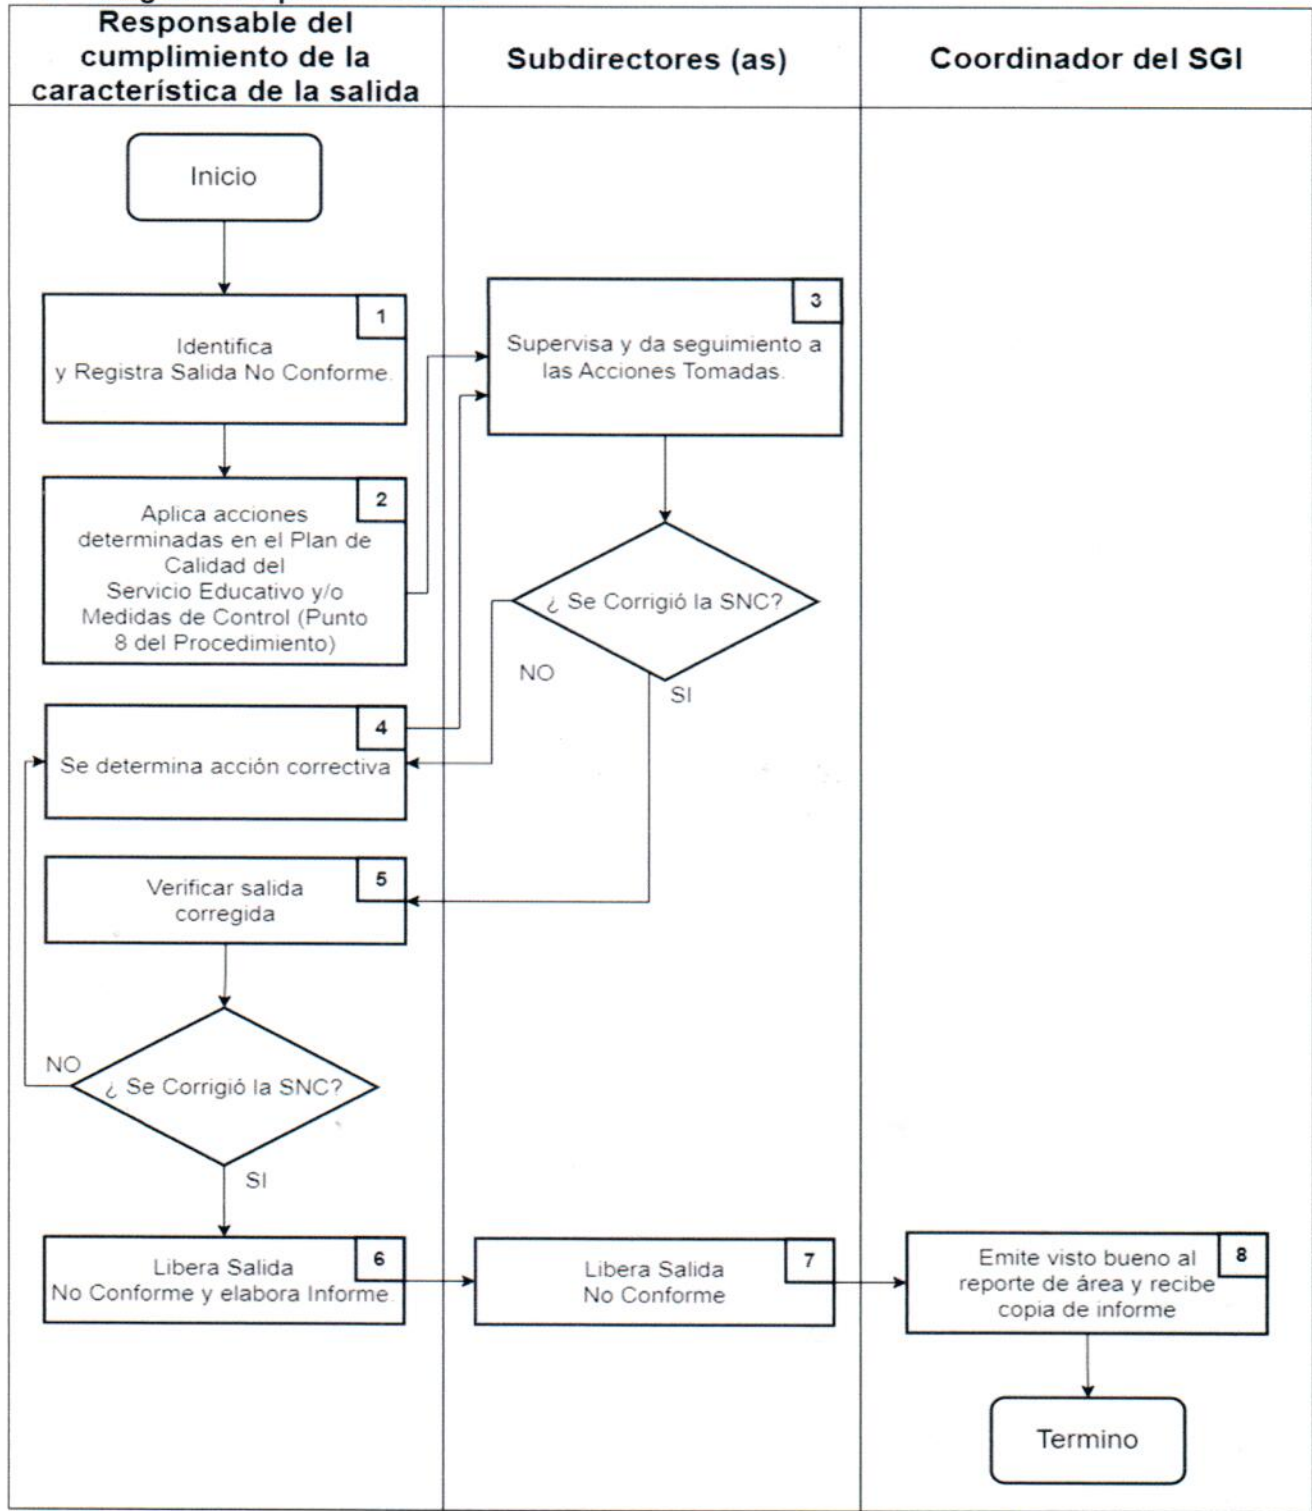 Responsable del
cumplimiento de la
característica de la salida
Subdirectores (as)
Coordinador del SGI
Inicio
1
Identifica
y Registra Salida No Conforme.
2
Aplica acciones
determinadas en el Plan de
Calidad del
Servicio Educativo y/o
Medidas de Control (Punto
8 del Procedimiento)
3
Supervisa y da seguimiento a
las Acciones Tomadas.
¿ Se Corrigió la SNC?
NO
SI
4
Se determina acción correctiva
5
Verificar salida
corregida
NO
¿ Se Corrigió la SNC?
SI
6
Libera Salida
No Conforme y elabora Informe.
7
Libera Salida
No Conforme
8
Emite visto bueno al
reporte de área y recibe
copia de informe
Termino